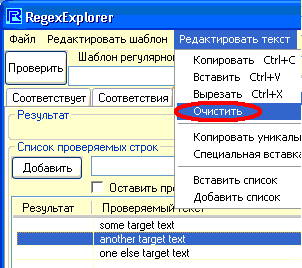 RegexExplorer
Файл Редактировать шаблон Редактировать текст
Проверить Шаблон регулярно
Копировать Ctrl+C
Вставить Ctrl+V
Вырезать Ctrl+X
Соответствует Соответствия
Очистить
Результат
Копировать уникаль
Список проверяемых строк
Специальная вставка
Добавить
Вставить список
Оставить про
Добавить список
Результат Проверяемый текст
some target text
another target text
one else target text